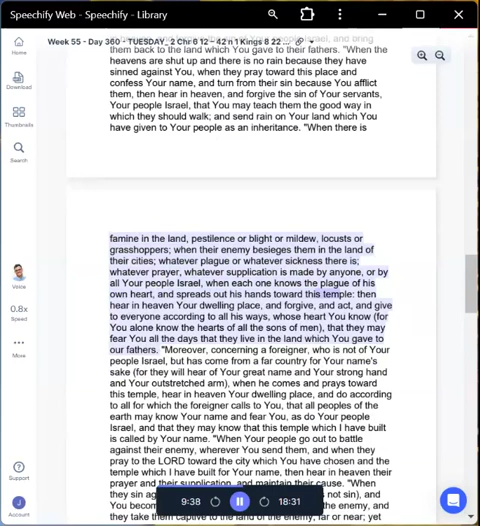 Speechify Web - Speechify - Library
Week 55 - Day 360 - TUESDAY_ 2 Chr 6 12 - 42 n 1 Kings 8 22 ...
Home
Download
Thumbnails
Search
Voice
0.8x
Speed
More
Support
J
Account
them back to the land which You gave to their fathers. "When the
heavens are shut up and there is no rain because they have
sinned against You, when they pray toward this place and
confess Your name, and turn from their sin because You afflict
them, then hear in heaven, and forgive the sin of Your servants,
Your people Israel, that You may teach them the good way in
which they should walk; and send rain on Your land which You
have given to Your people as an inheritance. "When there is
famine in the land, pestilence or blight or mildew, locusts or
grasshoppers; when their enemy besieges them in the land of
their cities; whatever plague or whatever sickness there is;
whatever prayer, whatever supplication is made by anyone, or by
all Your people Israel, when each one knows the plague of his
own heart, and spreads out his hands toward this temple: then
hear in heaven Your dwelling place, and forgive, and act, and give
to everyone according to all his ways, whose heart You know (for
You alone know the hearts of all the sons of men), that they may
fear You all the days that they live in the land which You gave to
our fathers. "Moreover, concerning a foreigner, who is not of Your
people Israel, but has come from a far country for Your name's
sake (for they will hear of Your great name and Your strong hand
and Your outstretched arm), when he comes and prays toward
this temple, hear in heaven Your dwelling place, and do according
to all for which the foreigner calls to You, that all peoples of the
earth may know Your name and fear You, as do Your people
Israel, and that they may know that this temple which I have built
is called by Your name. "When Your people go out to battle
against their enemy, wherever You send them, and when they
pray to the LORD toward the city which You have chosen and the
temple which I have built for Your name, then hear in heaven their
prayer and their supplication, and maintain their cause. "When
they sin ag not sin), and
You becom the enemy, and
they take them captive to the land of the enemy, far or near; yet
9:38
18:31